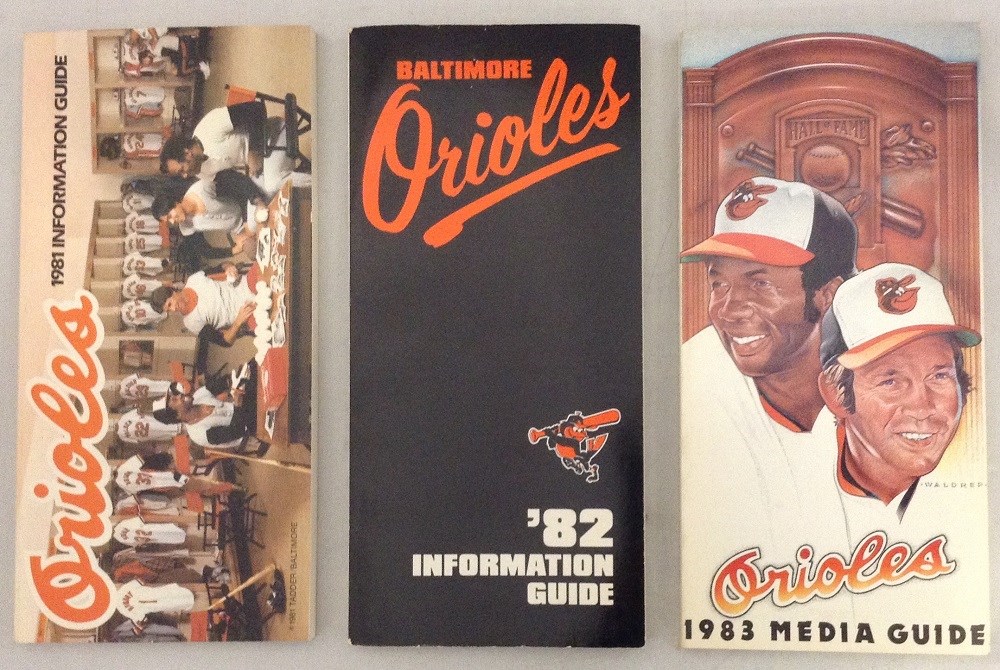 1981 INFORMATION GUIDE
Orioles
© 1981 TADDER/BALTIMORE
BALTIMORE
Orioles
'82
INFORMATION
GUIDE
HALL OF FAME
·WALDREP·
Orioles
1983 MEDIA GUIDE